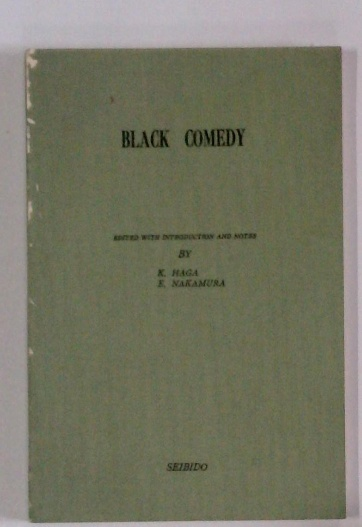 BLACK COMEDY
EDITED WITH INTRODUCTION AND NOTES
BY
K. HAGA
E. NAKAMURA
SEIBIDO